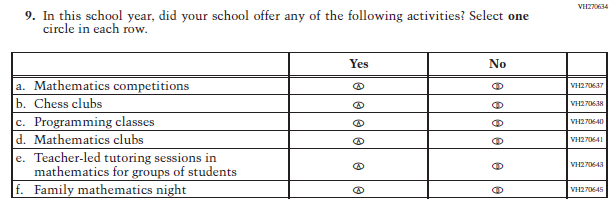 VH270634
9. In this school year, did your school offer any of the following activities? Select one
circle in each row.
Yes No
a. Mathematics competitions Ⓐ Ⓑ VH270637
b. Chess clubs Ⓐ Ⓑ VH270638
c. Programming classes Ⓐ Ⓑ VH270640
d. Mathematics clubs Ⓐ Ⓑ VH270641
e. Teacher-led tutoring sessions in
mathematics for groups of students Ⓐ Ⓑ VH270643
f. Family mathematics night Ⓐ Ⓑ VH270645